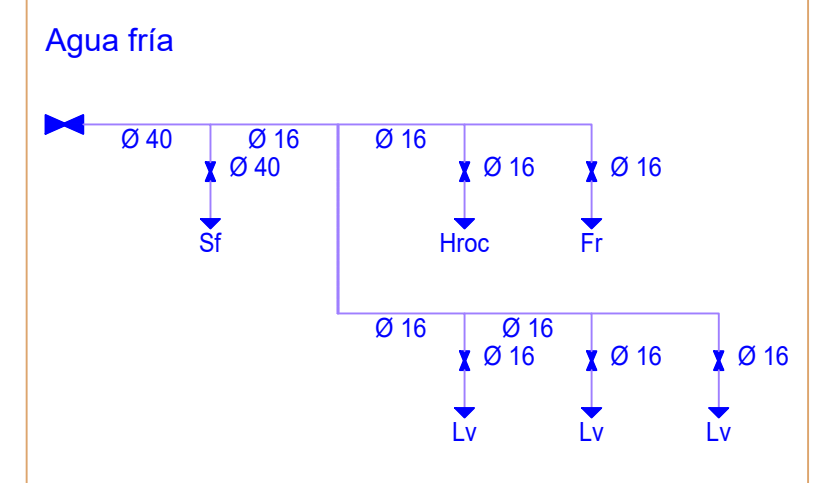 Agua fría
Ø 40 Ø 16 Ø 16
Ø 40 Ø 16 Ø 16
Sf Hroc Fr
Ø 16 Ø 16
Ø 16 Ø 16 Ø 16
Lv Lv Lv